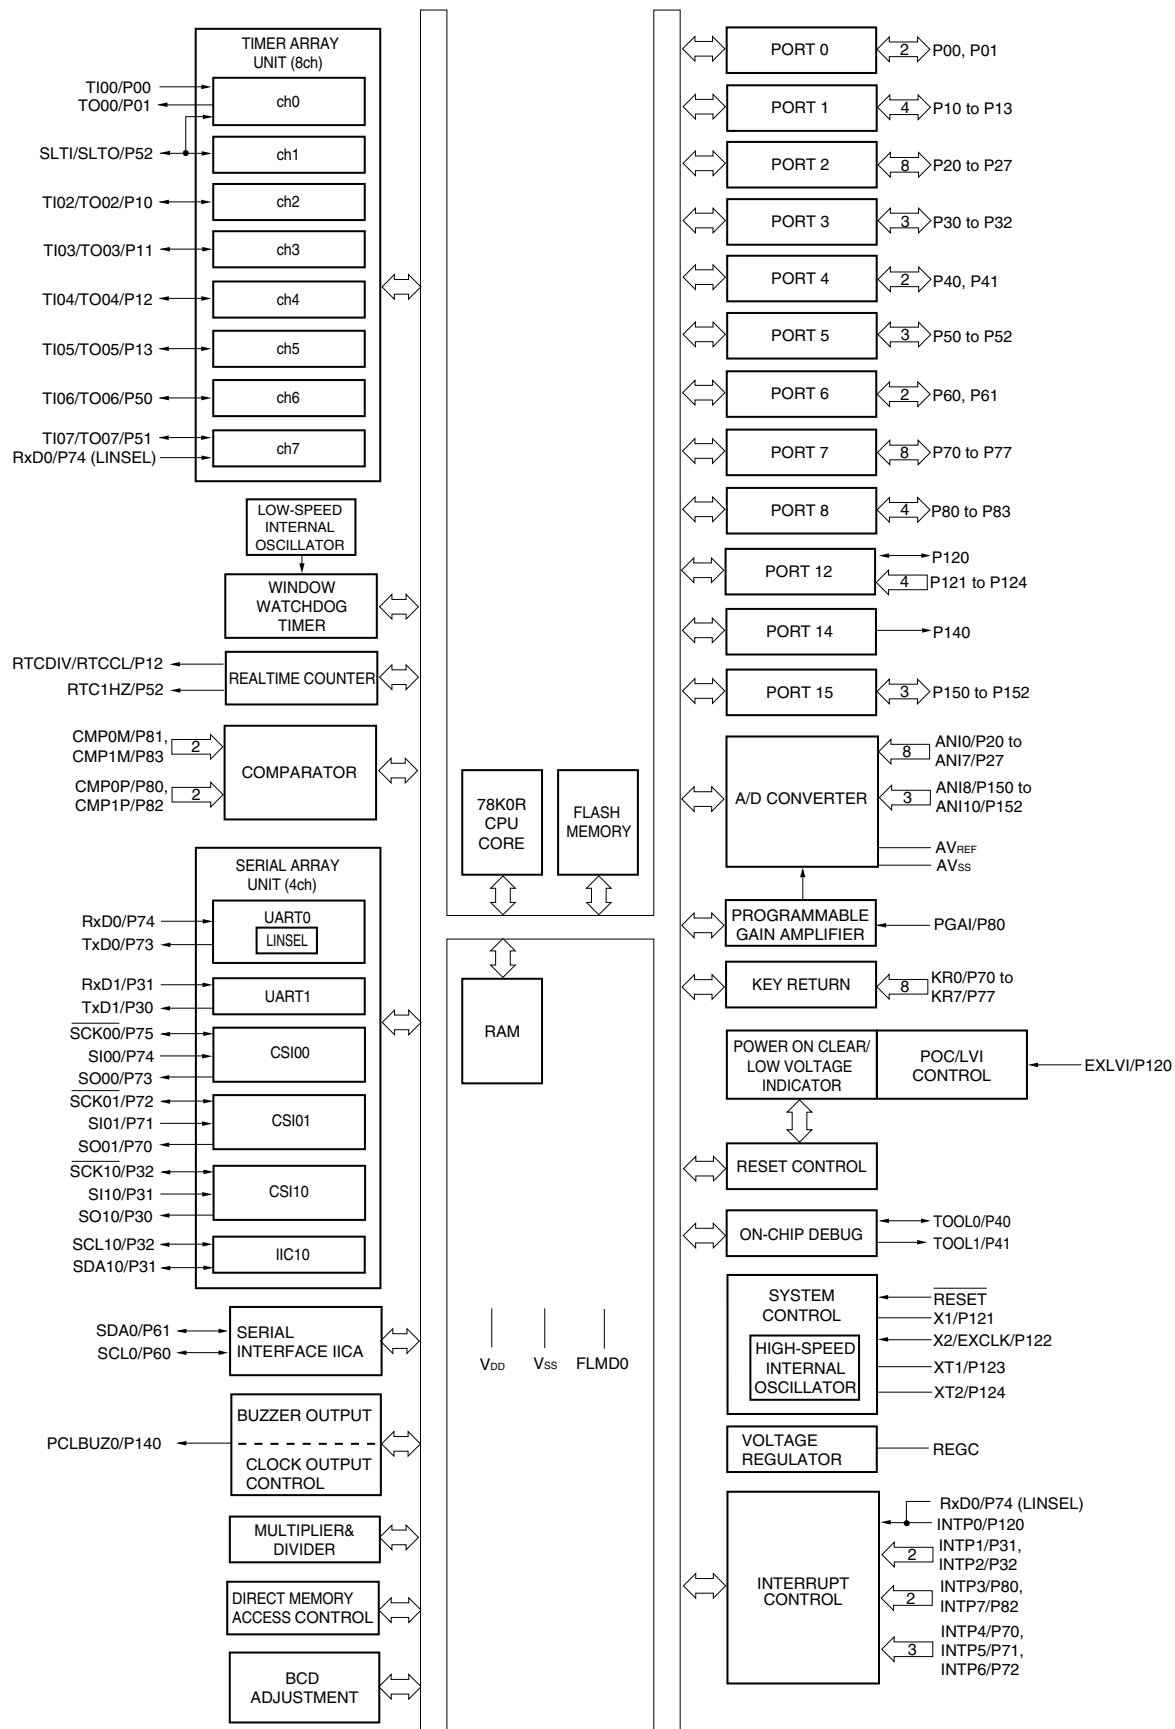 TIMER ARRAY
UNIT (8ch)
TI00/P00
TO00/P01
ch0
SLTI/SLTO/P52
ch1
TI02/TO02/P10
ch2
TI03/TO03/P11
ch3
TI04/TO04/P12
ch4
TI05/TO05/P13
ch5
TI06/TO06/P50
ch6
TI07/TO07/P51
RxD0/P74 (LINSEL)
ch7
LOW-SPEED
INTERNAL
OSCILLATOR
WINDOW
WATCHDOG
TIMER
RTCDIV/RTCCL/P12
RTC1HZ/P52
REALTIME COUNTER
CMP0M/P81,
CMP1M/P83
2
CMP0P/P80,
CMP1P/P82
2
COMPARATOR
SERIAL ARRAY
UNIT (4ch)
RxD0/P74
TxD0/P73
UART0
LINSEL
RxD1/P31
TxD1/P30
UART1
SCK00/P75
SI00/P74
SO00/P73
CSI00
SCK01/P72
SI01/P71
SO01/P70
CSI01
SCK10/P32
SI10/P31
SO10/P30
CSI10
SCL10/P32
SDA10/P31
IIC10
SDA0/P61
SCL0/P60
SERIAL
INTERFACE IICA
PCLBUZ0/P140
BUZZER OUTPUT
CLOCK OUTPUT
CONTROL
MULTIPLIER&
DIVIDER
DIRECT MEMORY
ACCESS CONTROL
BCD
ADJUSTMENT
78K0R
CPU
CORE
FLASH
MEMORY
RAM
VDD
VSS
FLMD0
PORT 0
2
P00, P01
PORT 1
4
P10 to P13
PORT 2
8
P20 to P27
PORT 3
3
P30 to P32
PORT 4
2
P40, P41
PORT 5
3
P50 to P52
PORT 6
2
P60, P61
PORT 7
8
P70 to P77
PORT 8
4
P80 to P83
PORT 12
P120
4
P121 to P124
PORT 14
P140
PORT 15
3
P150 to P152
A/D CONVERTER
8
ANI0/P20 to
ANI7/P27
3
ANI8/P150 to
ANI10/P152
AVREF
AVSS
PROGRAMMABLE
GAIN AMPLIFIER
PGAI/P80
KEY RETURN
8
KR0/P70 to
KR7/P77
POWER ON CLEAR/
LOW VOLTAGE
INDICATOR
POC/LVI
CONTROL
EXLVI/P120
RESET CONTROL
ON-CHIP DEBUG
TOOL0/P40
TOOL1/P41
SYSTEM
CONTROL
HIGH-SPEED
INTERNAL
OSCILLATOR
RESET
X1/P121
X2/EXCLK/P122
XT1/P123
XT2/P124
VOLTAGE
REGULATOR
REGC
INTERRUPT
CONTROL
RxD0/P74 (LINSEL)
INTP0/P120
2
INTP1/P31,
INTP2/P32
2
INTP3/P80,
INTP7/P82
3
INTP4/P70,
INTP5/P71,
INTP6/P72